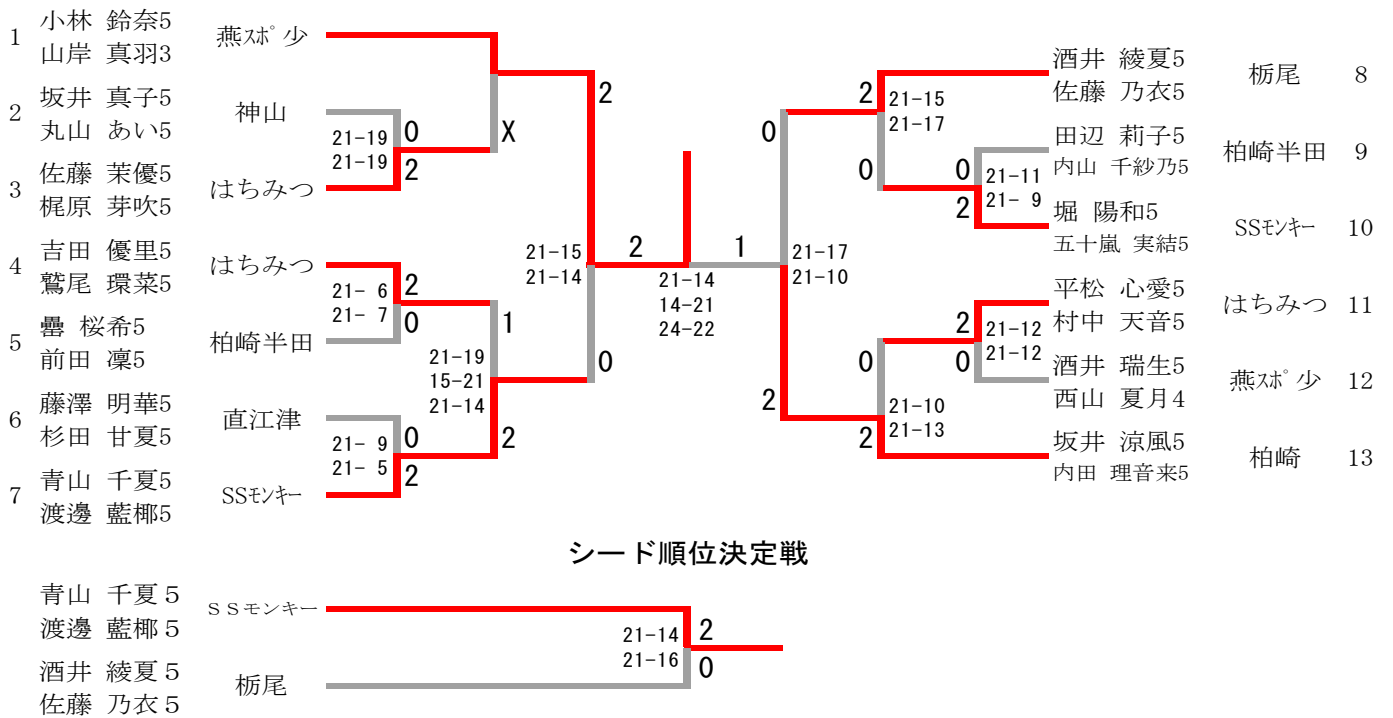 1 小林 鈴奈5 燕スポ少
山岸 真羽3
2 坂井 真子5 神山
丸山 あい5
3 佐藤 茉優5 はちみつ
梶原 芽吹5
4 吉田 優里5 はちみつ
鷲尾 環菜5
5 罍 桜希5 柏崎半田
前田 凜5
6 藤澤 明華5 直江津
杉田 甘夏5
7 青山 千夏5 SSモンキー
渡邊 藍椰5
21-19 0
21-19 2
X
21- 6 2
21- 7 0
21- 9 0
21- 5 2
1
21-19
15-21
21-14
2
2
21-15
21-14
0
2
21-14
14-21
24-22
1
0
21-17
21-10
2
2 21-15
21-17
0
0 21-11
2 21- 9
2 21-12
0 21-12
0
21-10
2 21-13
酒井 綾夏5 栃尾 8
佐藤 乃衣5
田辺 莉子5 柏崎半田 9
内山 千紗乃5
堀 陽和5 SSモンキー 10
五十嵐 実結5
平松 心愛5 はちみつ 11
村中 天音5
酒井 瑞生5 燕スポ少 12
西山 夏月4
坂井 涼風5 柏崎 13
内田 理音来5
シード順位決定戦
青山 千夏５ ＳＳモンキー
渡邊 藍椰５
21-14 2
21-16 0
酒井 綾夏５ 栃尾
佐藤 乃衣５